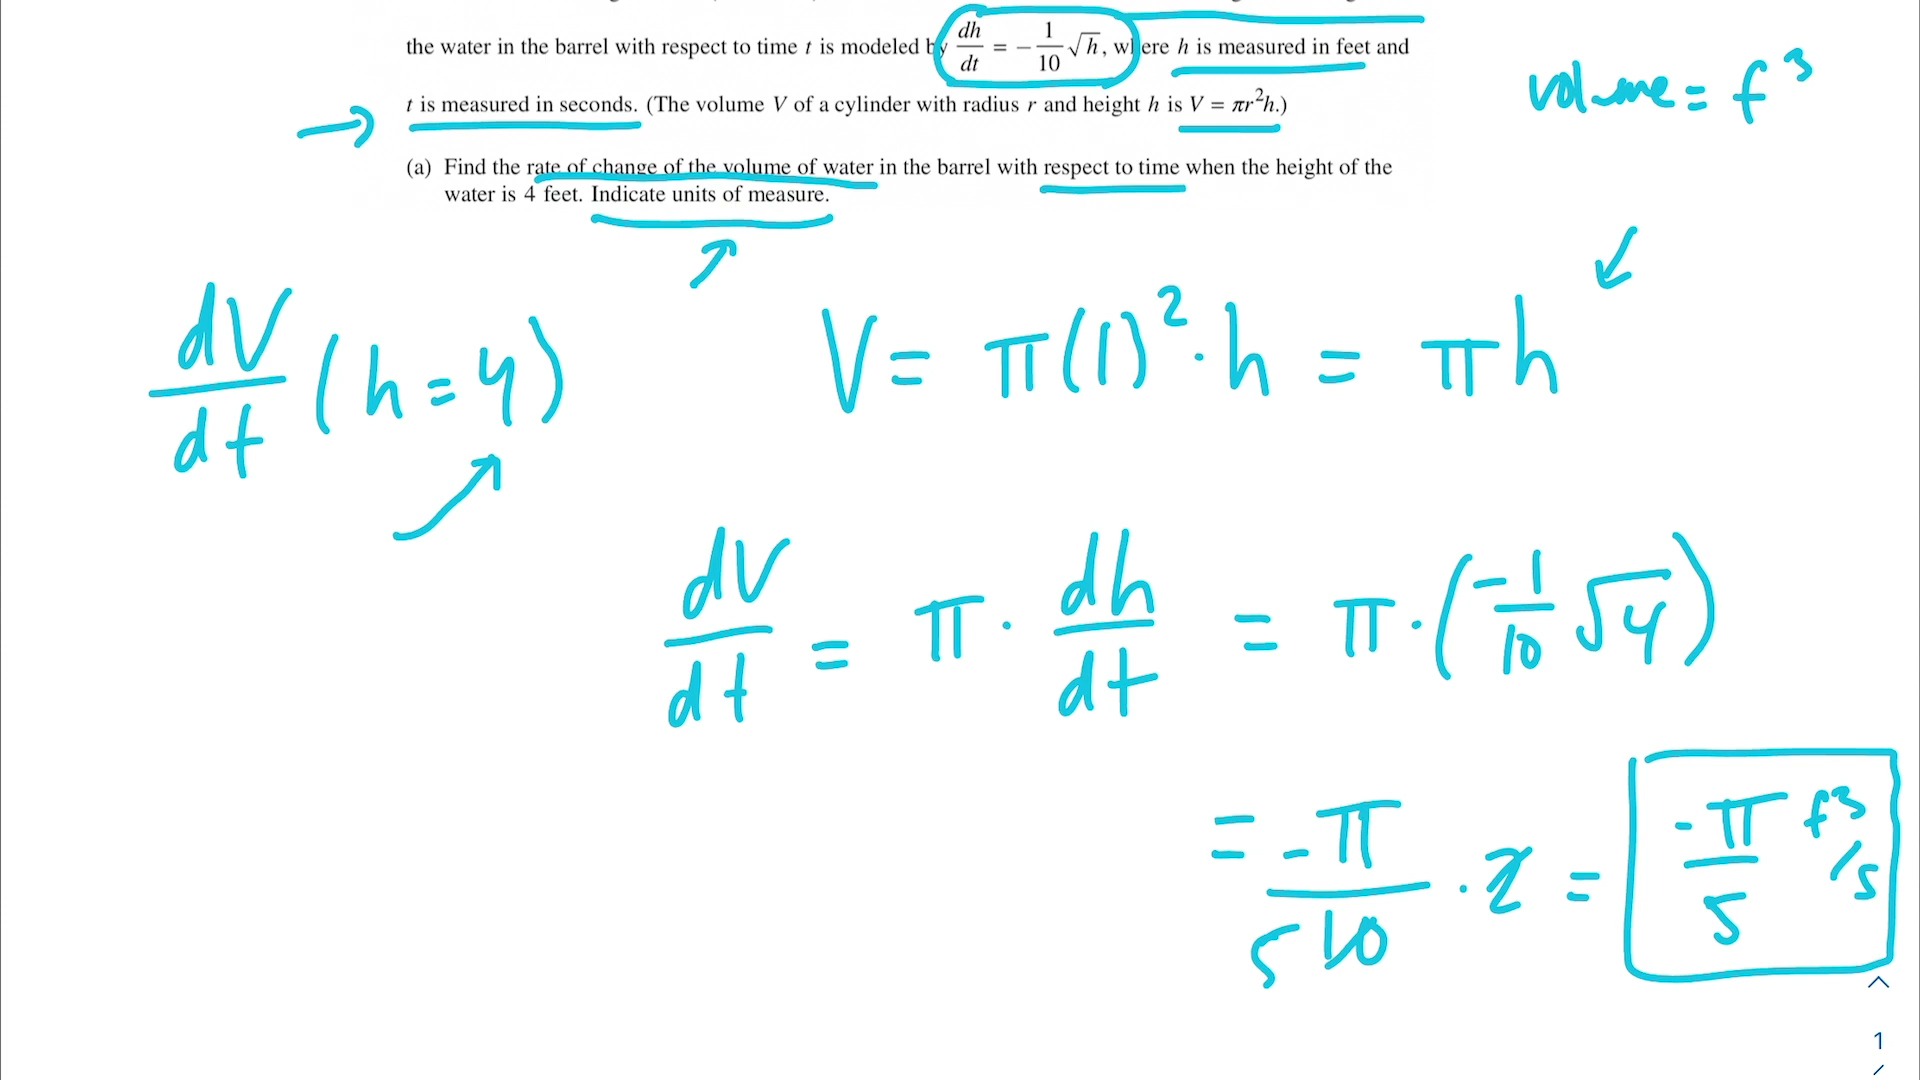 the water in the barrel with respect to time t is modeled by dh/dt = −1/10 √h, where h is measured in feet and
volume = f³
t is measured in seconds. (The volume V of a cylinder with radius r and height h is V = πr²h.)
(a) Find the rate of change of the volume of water in the barrel with respect to time when the height of the
water is 4 feet. Indicate units of measure.
dV/dt (h=4)
V = π(1)²·h = πh
dV/dt = π · dh/dt = π·(-1/10 √4)
= -π/10 · 2 = -π/5 f³/s
5
1
/